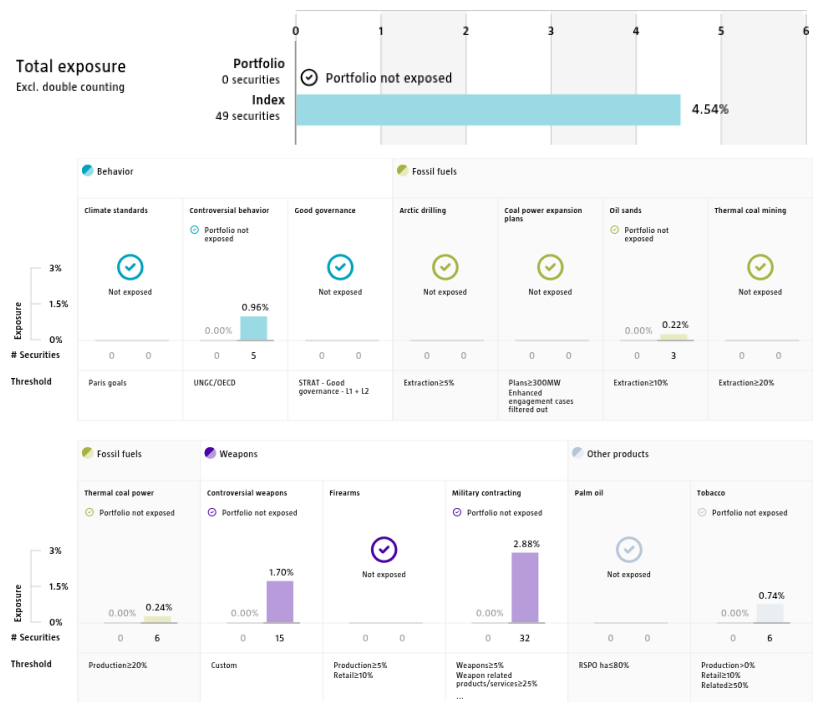 0 1 2 3 4 5 6
Total exposure
Excl. double counting
Portfolio
0 securities
Portfolio not exposed
Index
49 securities
4.54%
Behavior
Fossil fuels
Climate standards
Controversial behavior
Good governance
Arctic drilling
Coal power expansion
plans
Oil sands
Thermal coal mining
Portfolio not
exposed
Portfolio not
exposed
Not exposed
Not exposed
Not exposed
Not exposed
Not exposed
Exposure
3%
1.5%
0%
0.00% 0.96%
0.00% 0.22%
# Securities
0 0 0 5 0 0 0 0 0 0 0 3 0 0
Threshold
Paris goals
UNGC/OECD
STRAT - Good
governance - L1 + L2
Extraction≥5%
Plans≥300MW
Enhanced
engagement cases
filtered out
Extraction≥10%
Extraction≥20%
Fossil fuels
Weapons
Other products
Thermal coal power
Controversial weapons
Firearms
Military contracting
Palm oil
Tobacco
Portfolio not exposed
Portfolio not exposed
Portfolio not exposed
Portfolio not exposed
Not exposed
Not exposed
Exposure
3%
1.5%
0%
0.00% 0.24%
0.00% 1.70%
0.00% 2.88%
0.00% 0.74%
# Securities
0 6 0 15 0 0 0 32 0 0 0 6
Threshold
Production≥20%
Custom
Production≥5%
Retail≥10%
Weapons≥5%
Weapon related
products/services≥25%
...
RSPO ha≤80%
Production>0%
Retail≥10%
Related≥50%